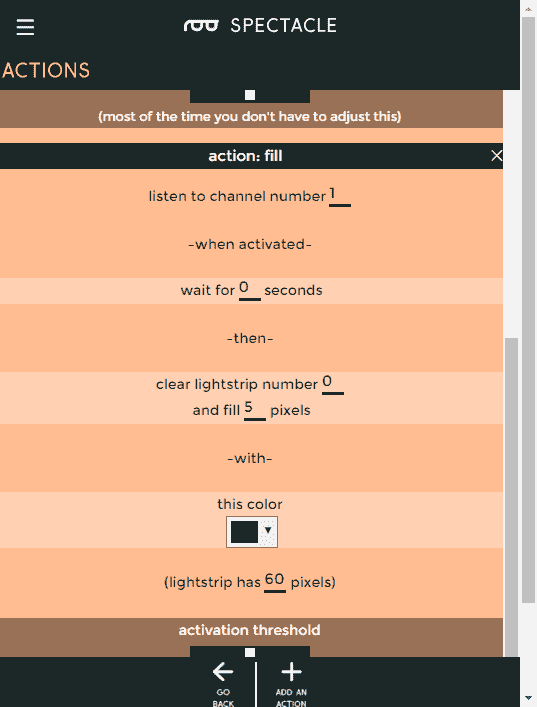 SPECTACLE
ACTIONS
(most of the time you don't have to adjust this)
action: fill
listen to channel number 1
-when activated-
wait for 0 seconds
-then-
clear lightstrip number 0
and fill 5 pixels
-with-
this color
(lightstrip has 60 pixels)
activation threshold
GO BACK
ADD AN ACTION